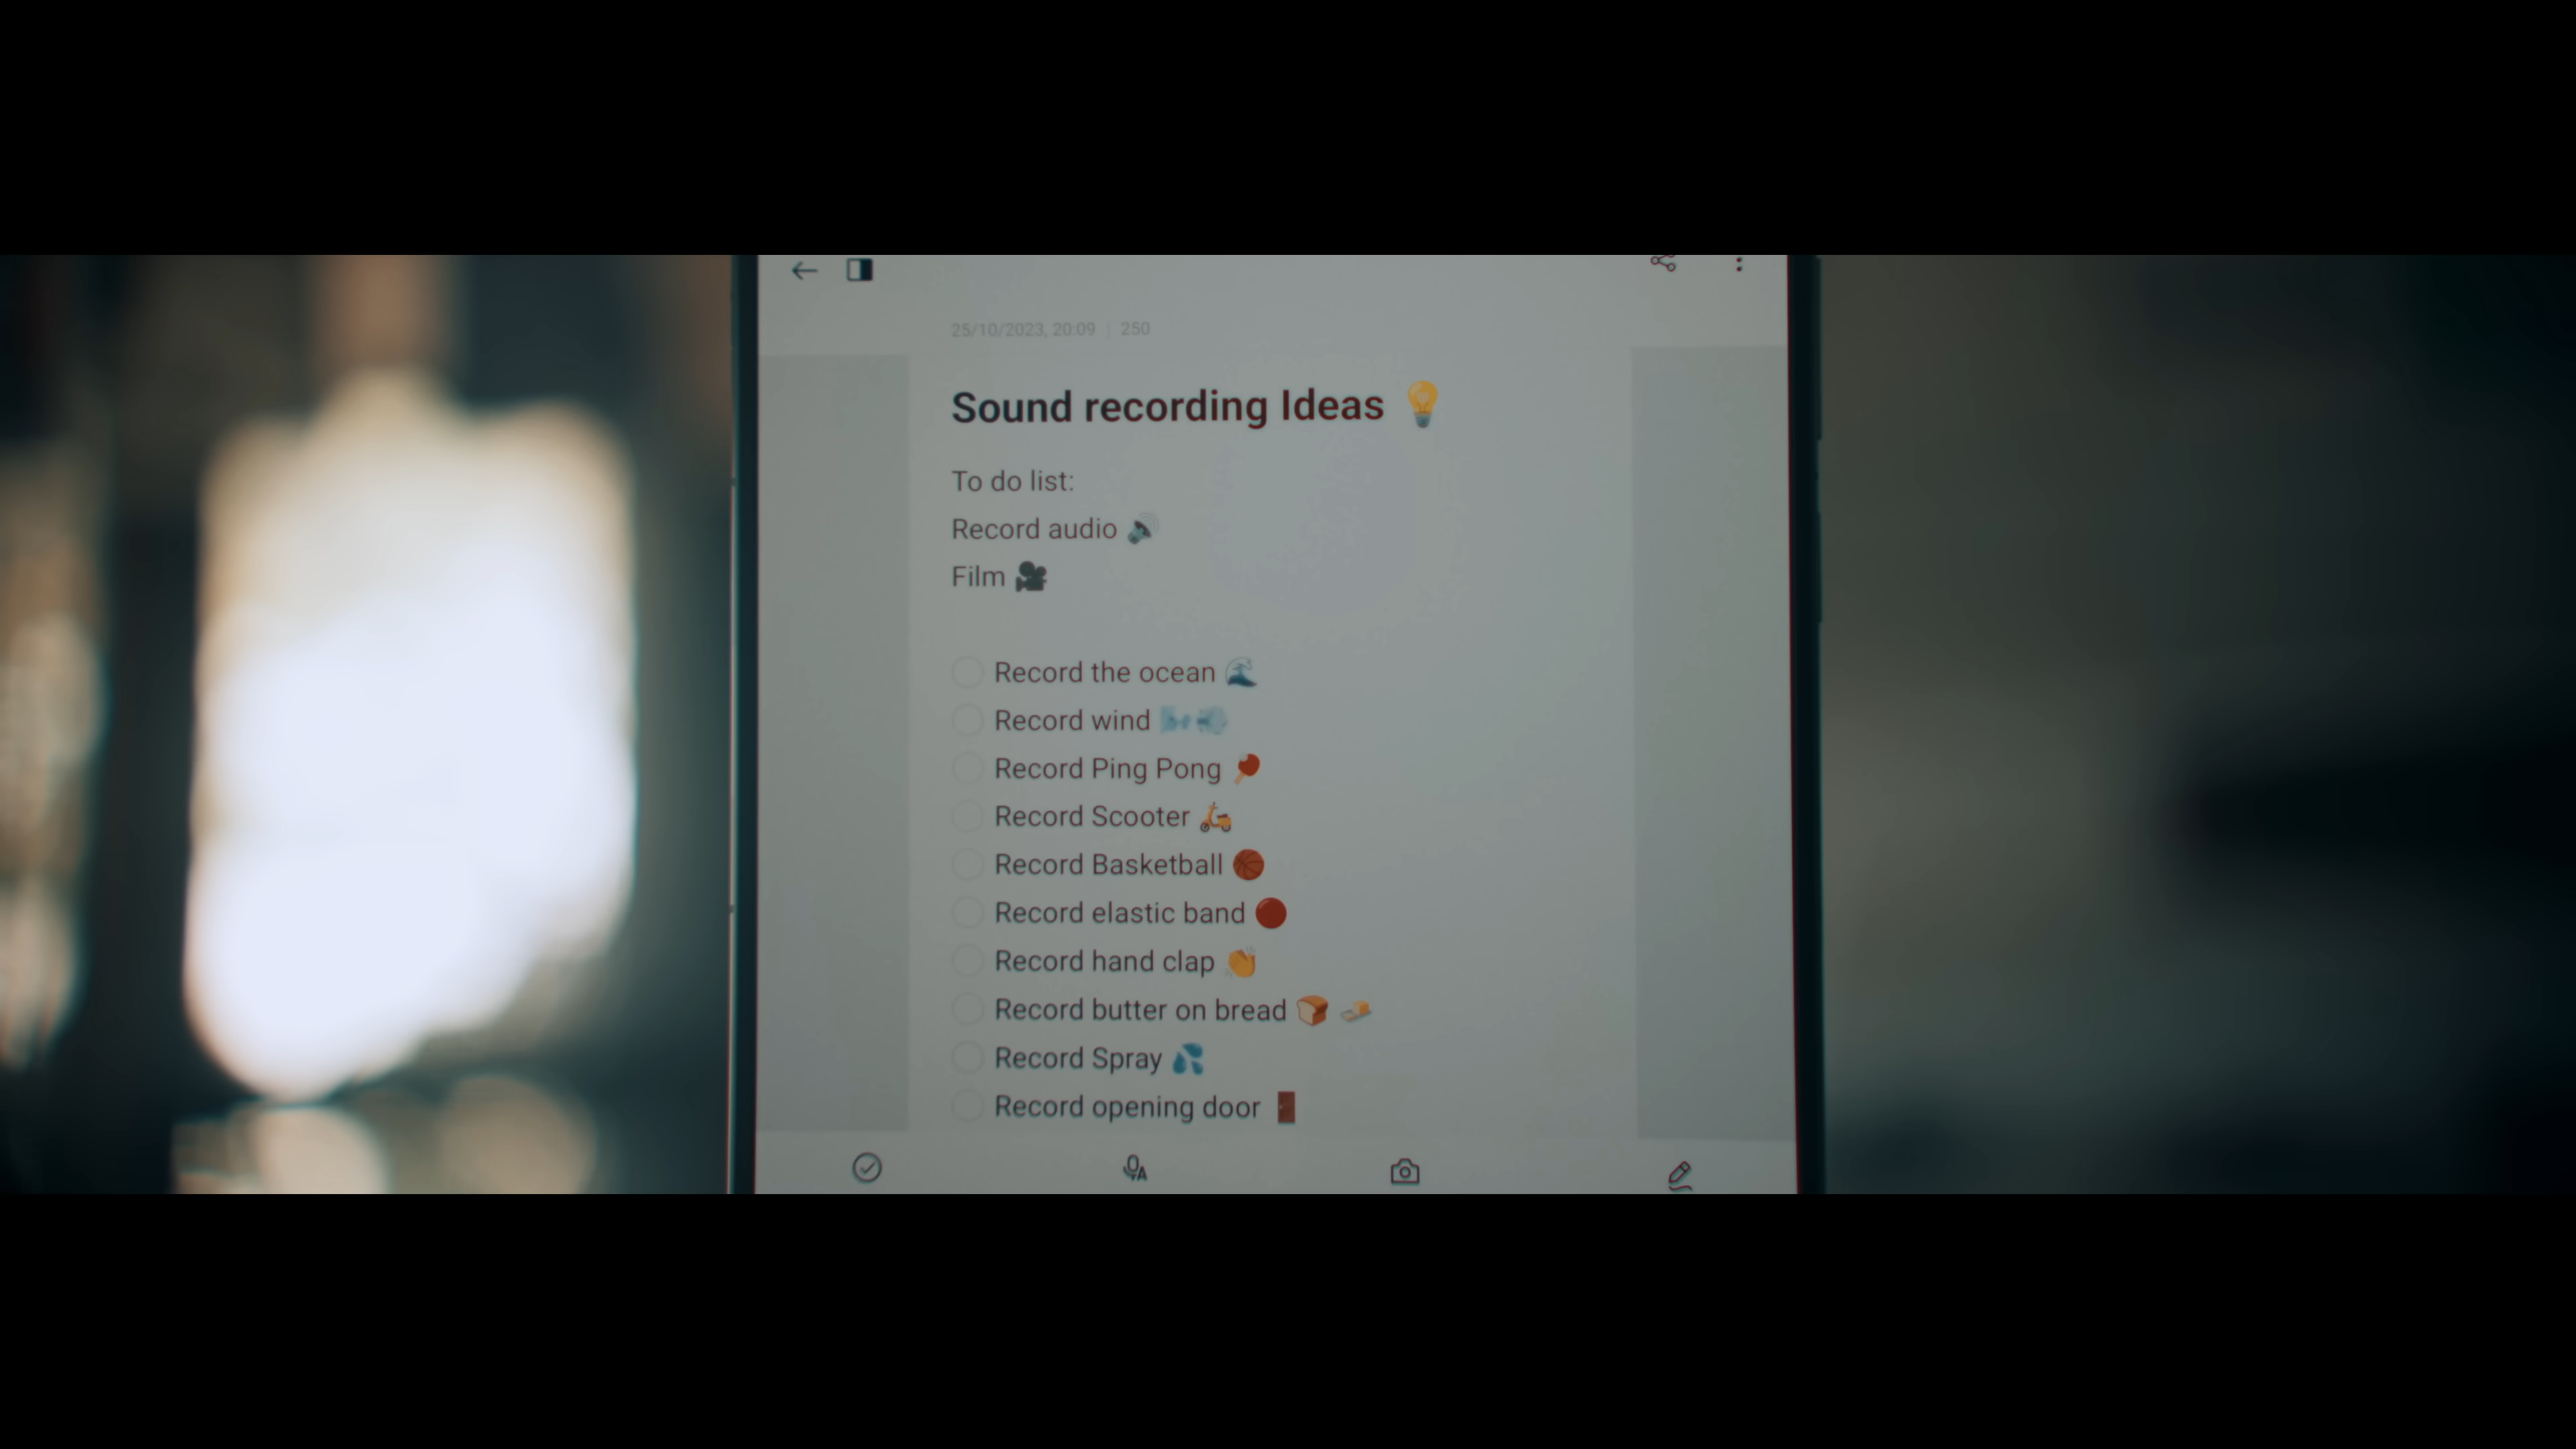 25/10/2023, 20:09 | 250
Sound recording Ideas 💡
To do list:
Record audio 🔊
Film 🎥
Record the ocean 🌊
Record wind 🌬️💨
Record Ping Pong 🏓
Record Scooter 🛵
Record Basketball 🏀
Record elastic band 🔴
Record hand clap 👏
Record butter on bread 🍞 🧈
Record Spray 💦
Record opening door 🚪